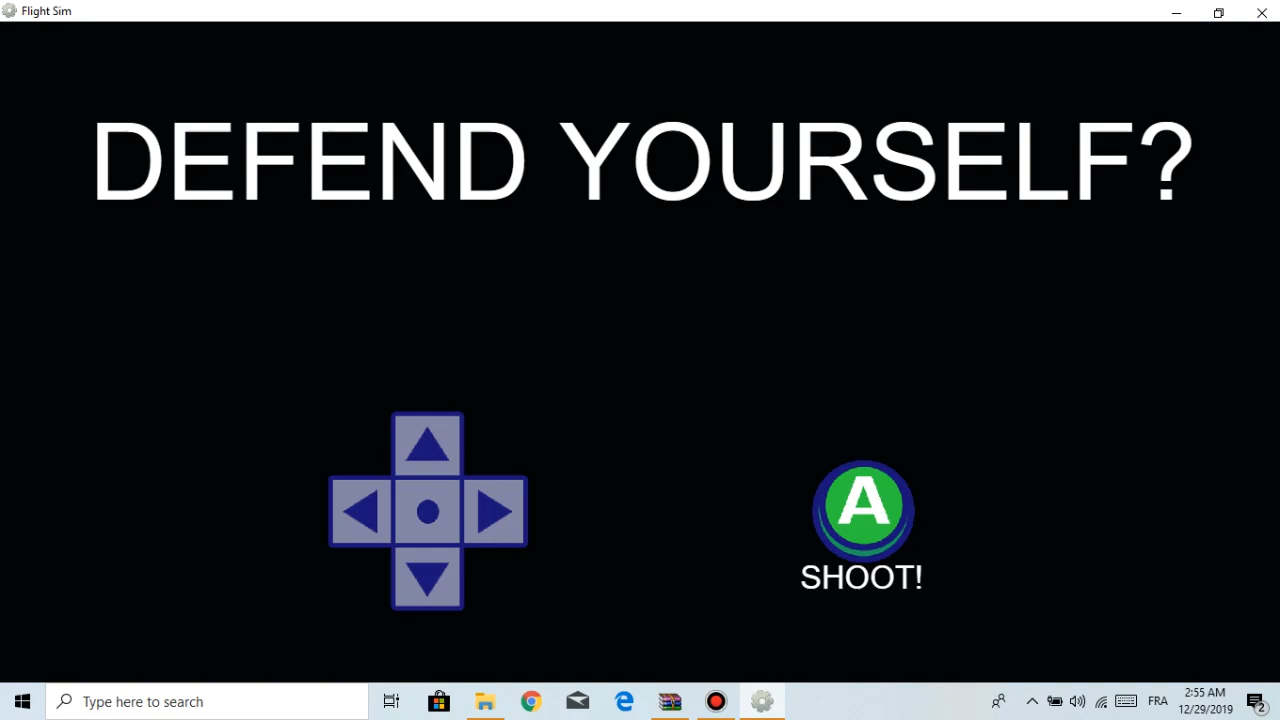 Flight Sim
DEFEND YOURSELF?
A
SHOOT!
Type here to search
FRA
2:55 AM
12/29/2019
2